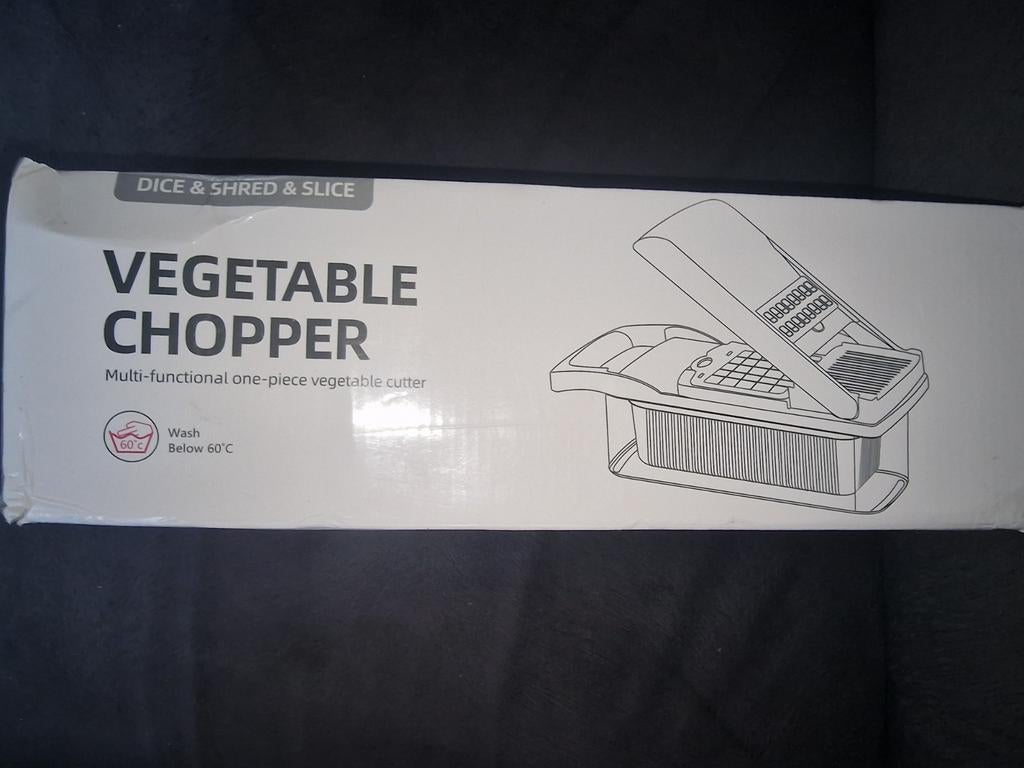 DICE & SHRED & SLICE
VEGETABLE
CHOPPER
Multi-functional one-piece vegetable cutter
60°c
Wash
Below 60°C